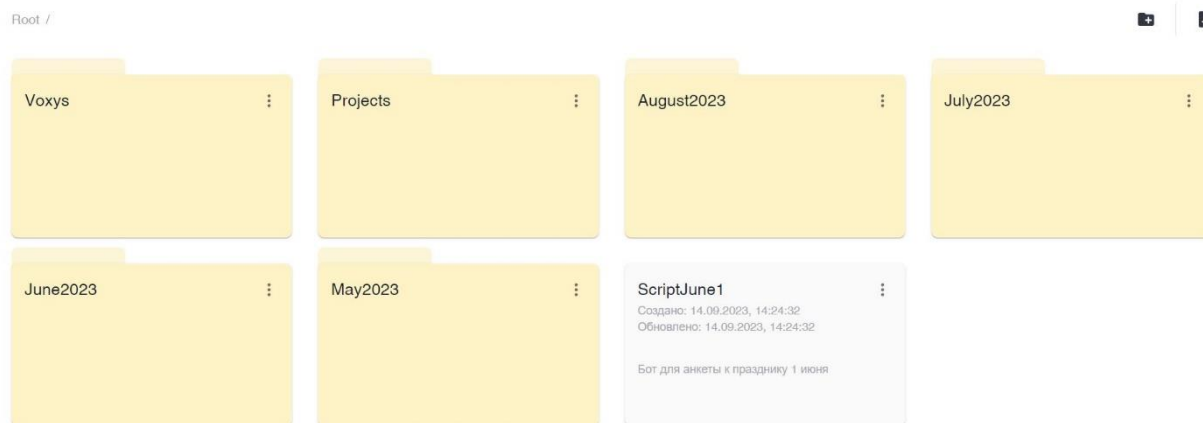 Root /
Voxys
Projects
August2023
July2023
June2023
May2023
ScriptJune1
Создано: 14.09.2023, 14:24:32
Обновлено: 14.09.2023, 14:24:32
Бот для анкеты к празднику 1 июня